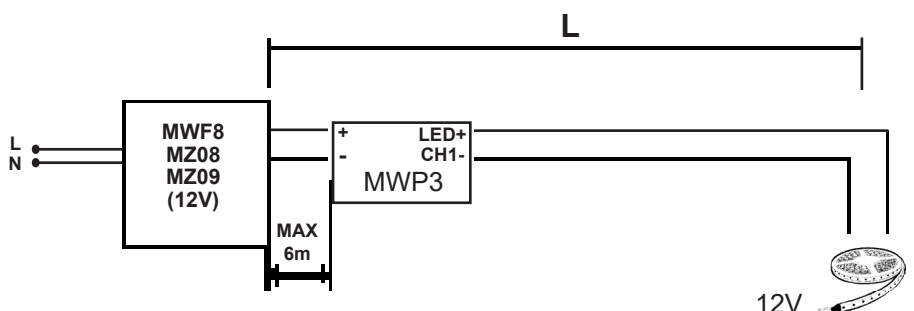 L
L
N
MWF8
MZ08
MZ09
(12V)
+
-
LED+
CH1-
MWP3
MAX
6m
12V